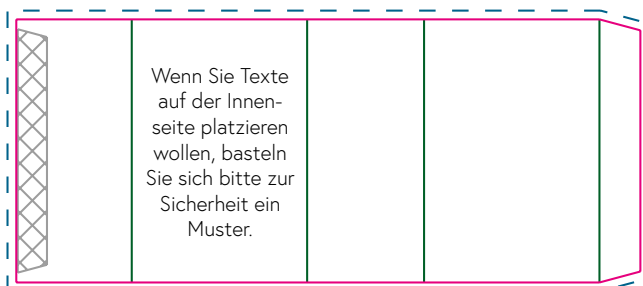 Wenn Sie Texte
auf der Innen-
seite platzieren
wollen, basteln
Sie sich bitte zur
Sicherheit ein
Muster.